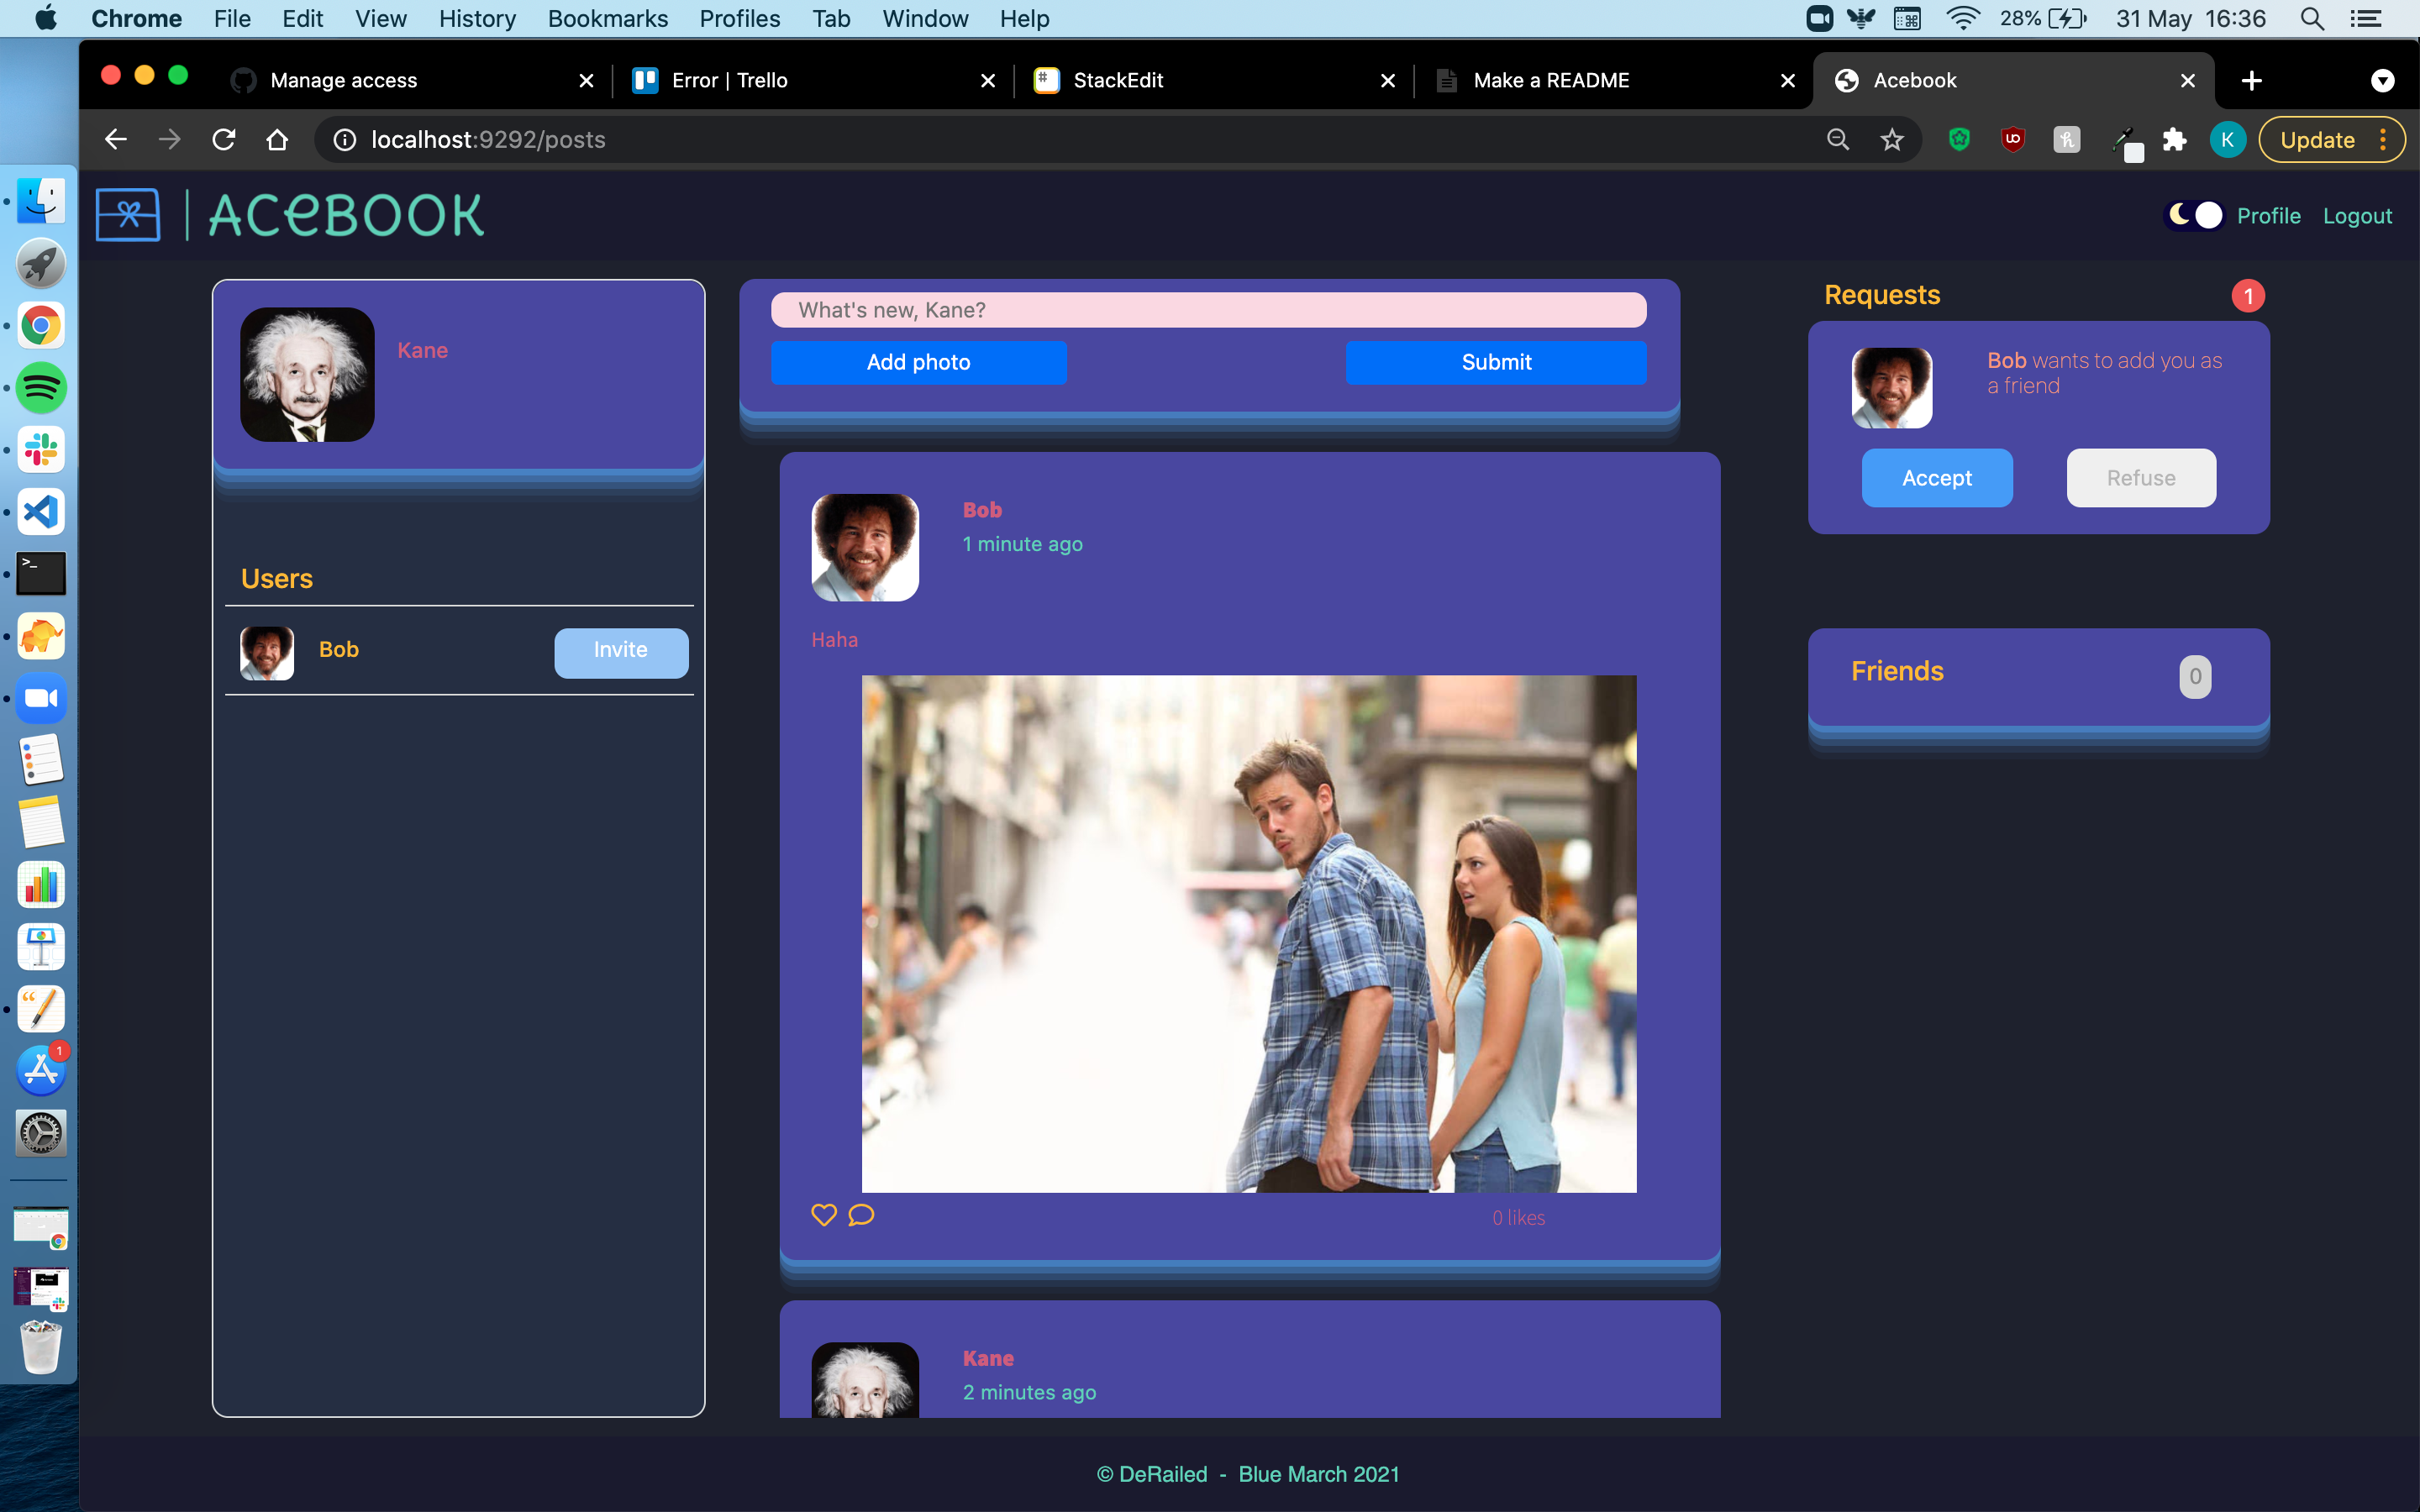 Chrome File Edit View History Bookmarks Profiles Tab Window Help 28% 31 May 16:36
Manage access Error | Trello StackEdit Make a README Acebook
localhost:9292/posts K Update
ACeBOOK
Profile Logout
Kane
Users
Bob Invite
What's new, Kane?
Add photo Submit
Bob
1 minute ago
Haha
0 likes
Kane
2 minutes ago
Requests 1
Bob wants to add you as
a friend
Accept Refuse
Friends 0
1
© DeRailed - Blue March 2021